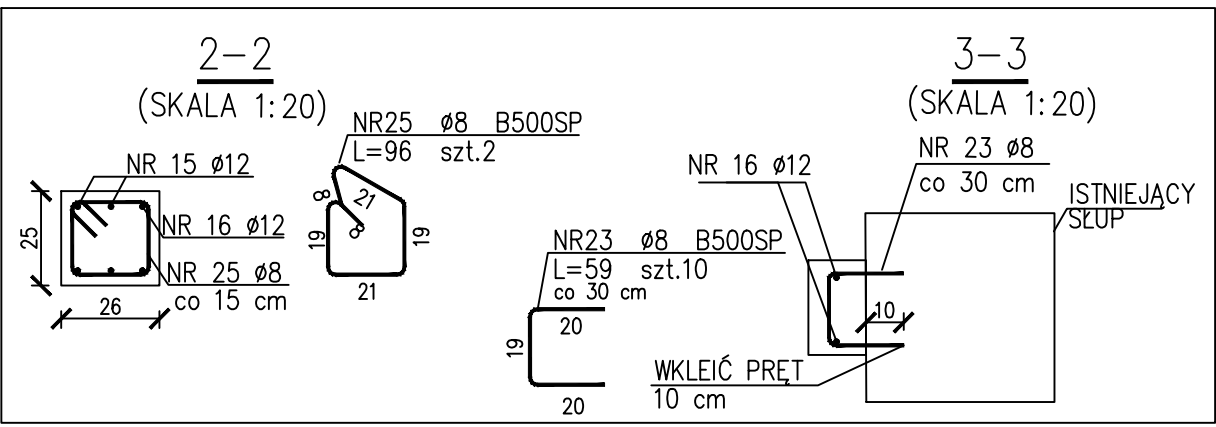 2-2
(SKALA 1:20)
NR 15 ø12
NR 16 ø12
NR 25 ø8
co 15 cm
25
26
NR25 ø8 B500SP
L=96 szt.2
8
21
8
19
19
21
NR23 ø8 B500SP
L=59 szt.10
co 30 cm
20
19
20
3-3
(SKALA 1:20)
NR 16 ø12
NR 23 ø8
co 30 cm
ISTNIEJĄCY
SŁUP
10
WKLEIĆ PRĘT
10 cm